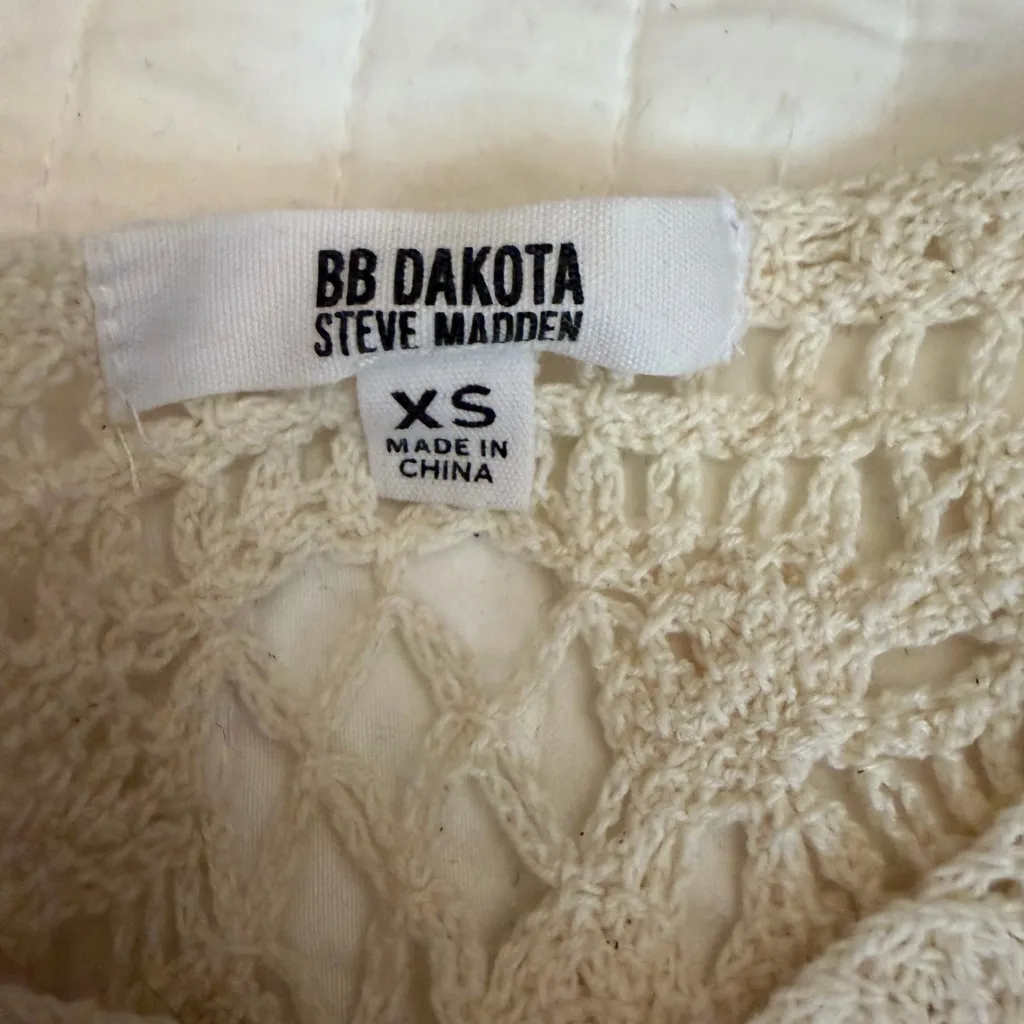 BB DAKOTA
STEVE MADDEN
XS
MADE IN
CHINA